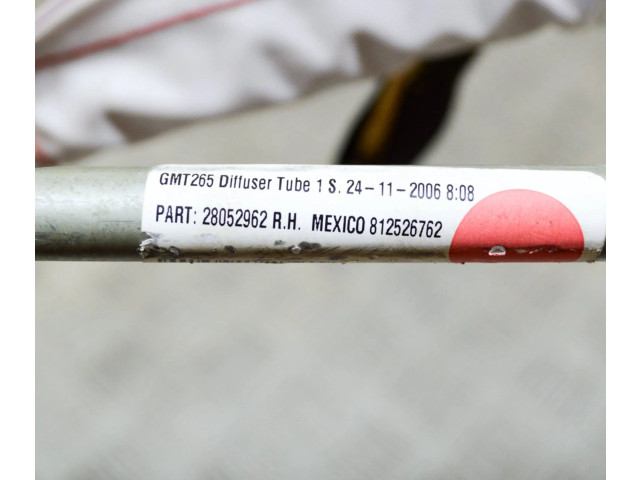 GMT265 Diffuser Tube 1 S. 24-11-2006 8:08
PART: 28052962 R.H. MEXICO 812526762